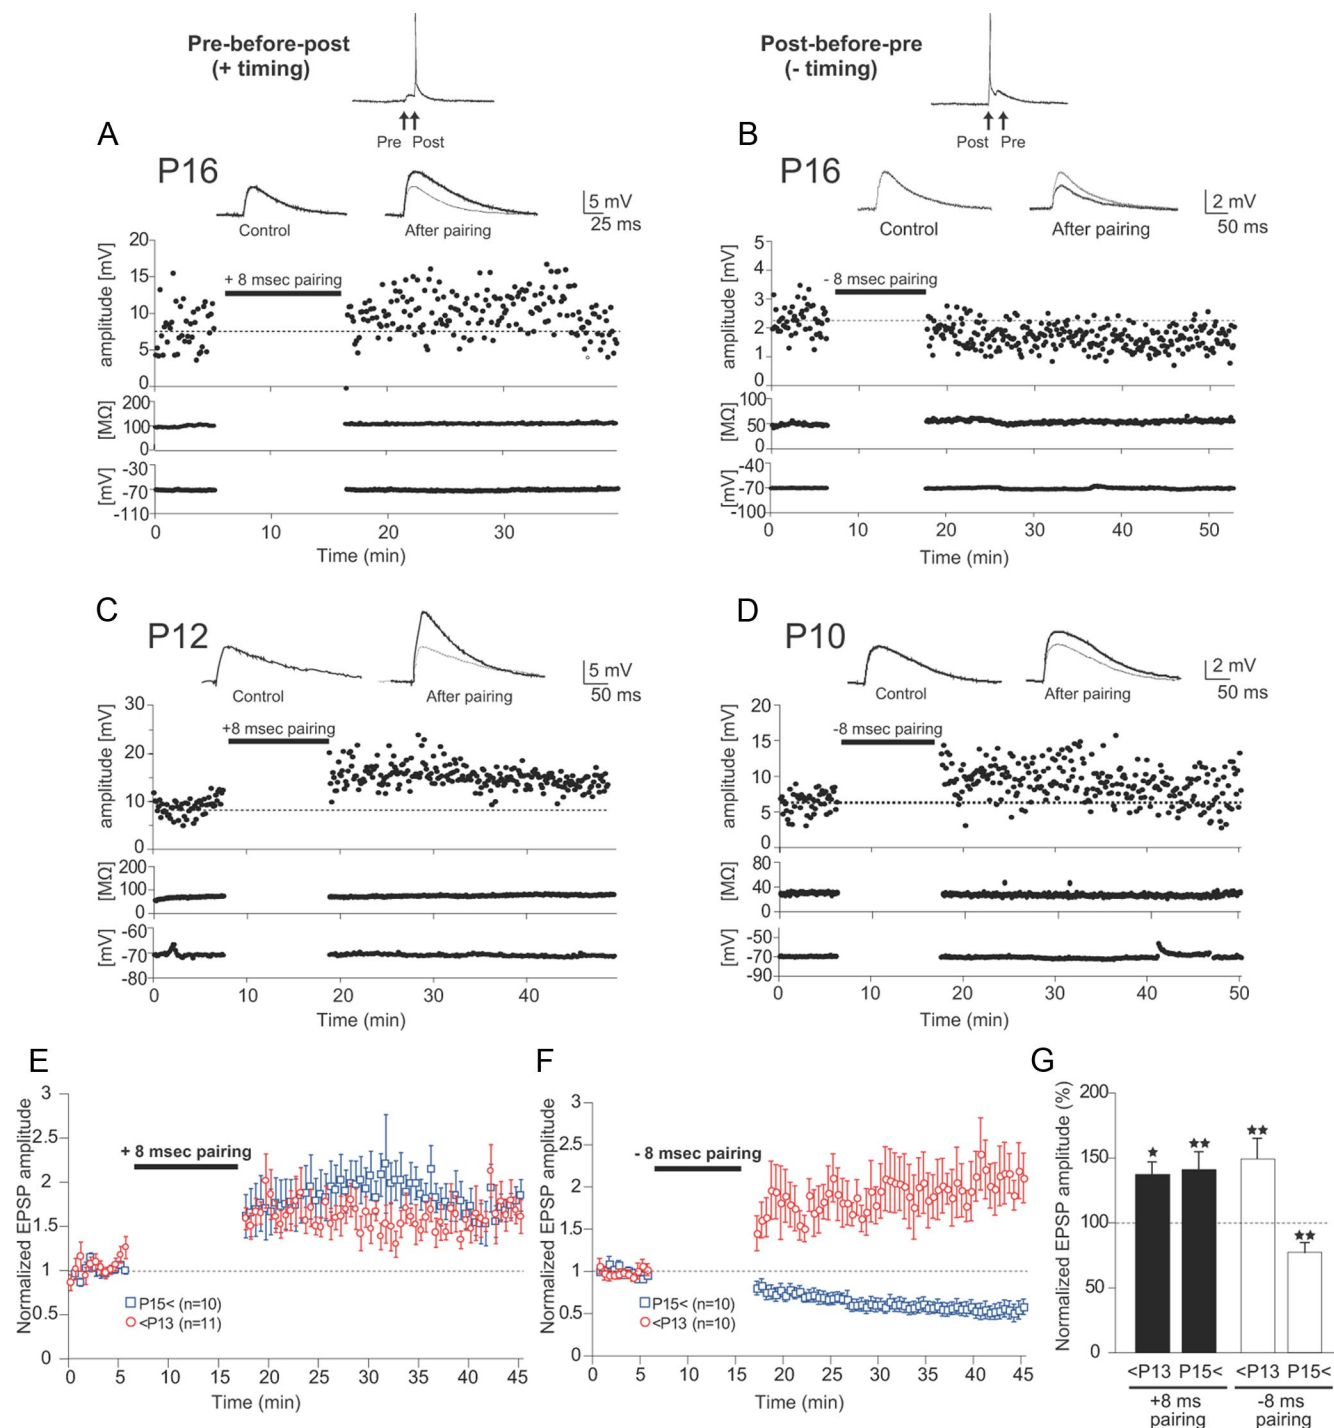 Pre-before-post
(+ timing)
Pre Post
Post-before-pre
(- timing)
Post Pre
A
P16
Control
After pairing
5 mV
25 ms
amplitude [mV]
20
15
10
5
0
+ 8 msec pairing
[MΩ]
200
100
0
[mV]
-30
-70
-110
0 10 20 30
Time (min)
B
P16
Control
After pairing
2 mV
50 ms
amplitude [mV]
5
4
3
2
1
0
- 8 msec pairing
[MΩ]
100
50
0
[mV]
-40
-70
-100
0 10 20 30 40 50
Time (min)
C
P12
Control
After pairing
5 mV
50 ms
amplitude [mV]
30
20
10
0
+8 msec pairing
[MΩ]
200
100
0
[mV]
-60
-70
-80
0 10 20 30 40
Time (min)
D
P10
Control
After pairing
2 mV
50 ms
amplitude [mV]
20
15
10
5
0
-8 msec pairing
[MΩ]
80
40
0
[mV]
-50
-70
-90
0 10 20 30 40 50
Time (min)
E
Normalized EPSP amplitude
3
2.5
2
1.5
1
0.5
0
+ 8 msec pairing
P15< (n=10)
<P13 (n=11)
0 5 10 15 20 25 30 35 40 45
Time (min)
F
Normalized EPSP amplitude
3
2.5
2
1.5
1
0.5
0
- 8 msec pairing
P15< (n=10)
<P13 (n=10)
0 5 10 15 20 25 30 35 40 45
Time (min)
G
Normalized EPSP amplitude (%)
200
150
100
50
0
★ ★★ ★★ ★★
<P13 P15< <P13 P15<
+8 ms
pairing
-8 ms
pairing